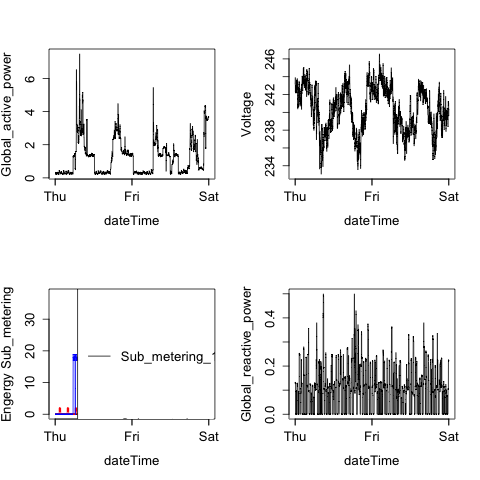 Global_active_power
0 2 4 6
Thu Fri Sat
dateTime
Voltage
234 238 242 246
Thu Fri Sat
dateTime
Engergy Sub_metering
0 10 20 30
Sub_metering_
Thu Fri Sat
dateTime
Global_reactive_power
0.0 0.2 0.4
Thu Fri Sat
dateTime